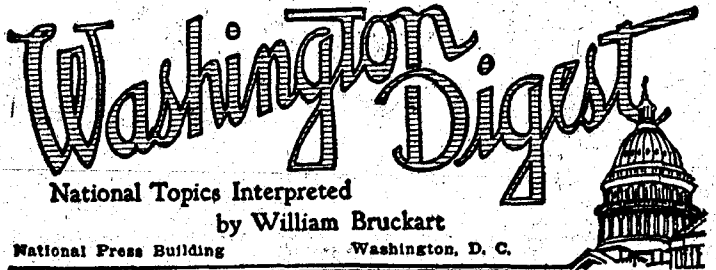 Washington
Digest
National Topics Interpreted
by William Bruckart
National Press Building Washington, D. C.